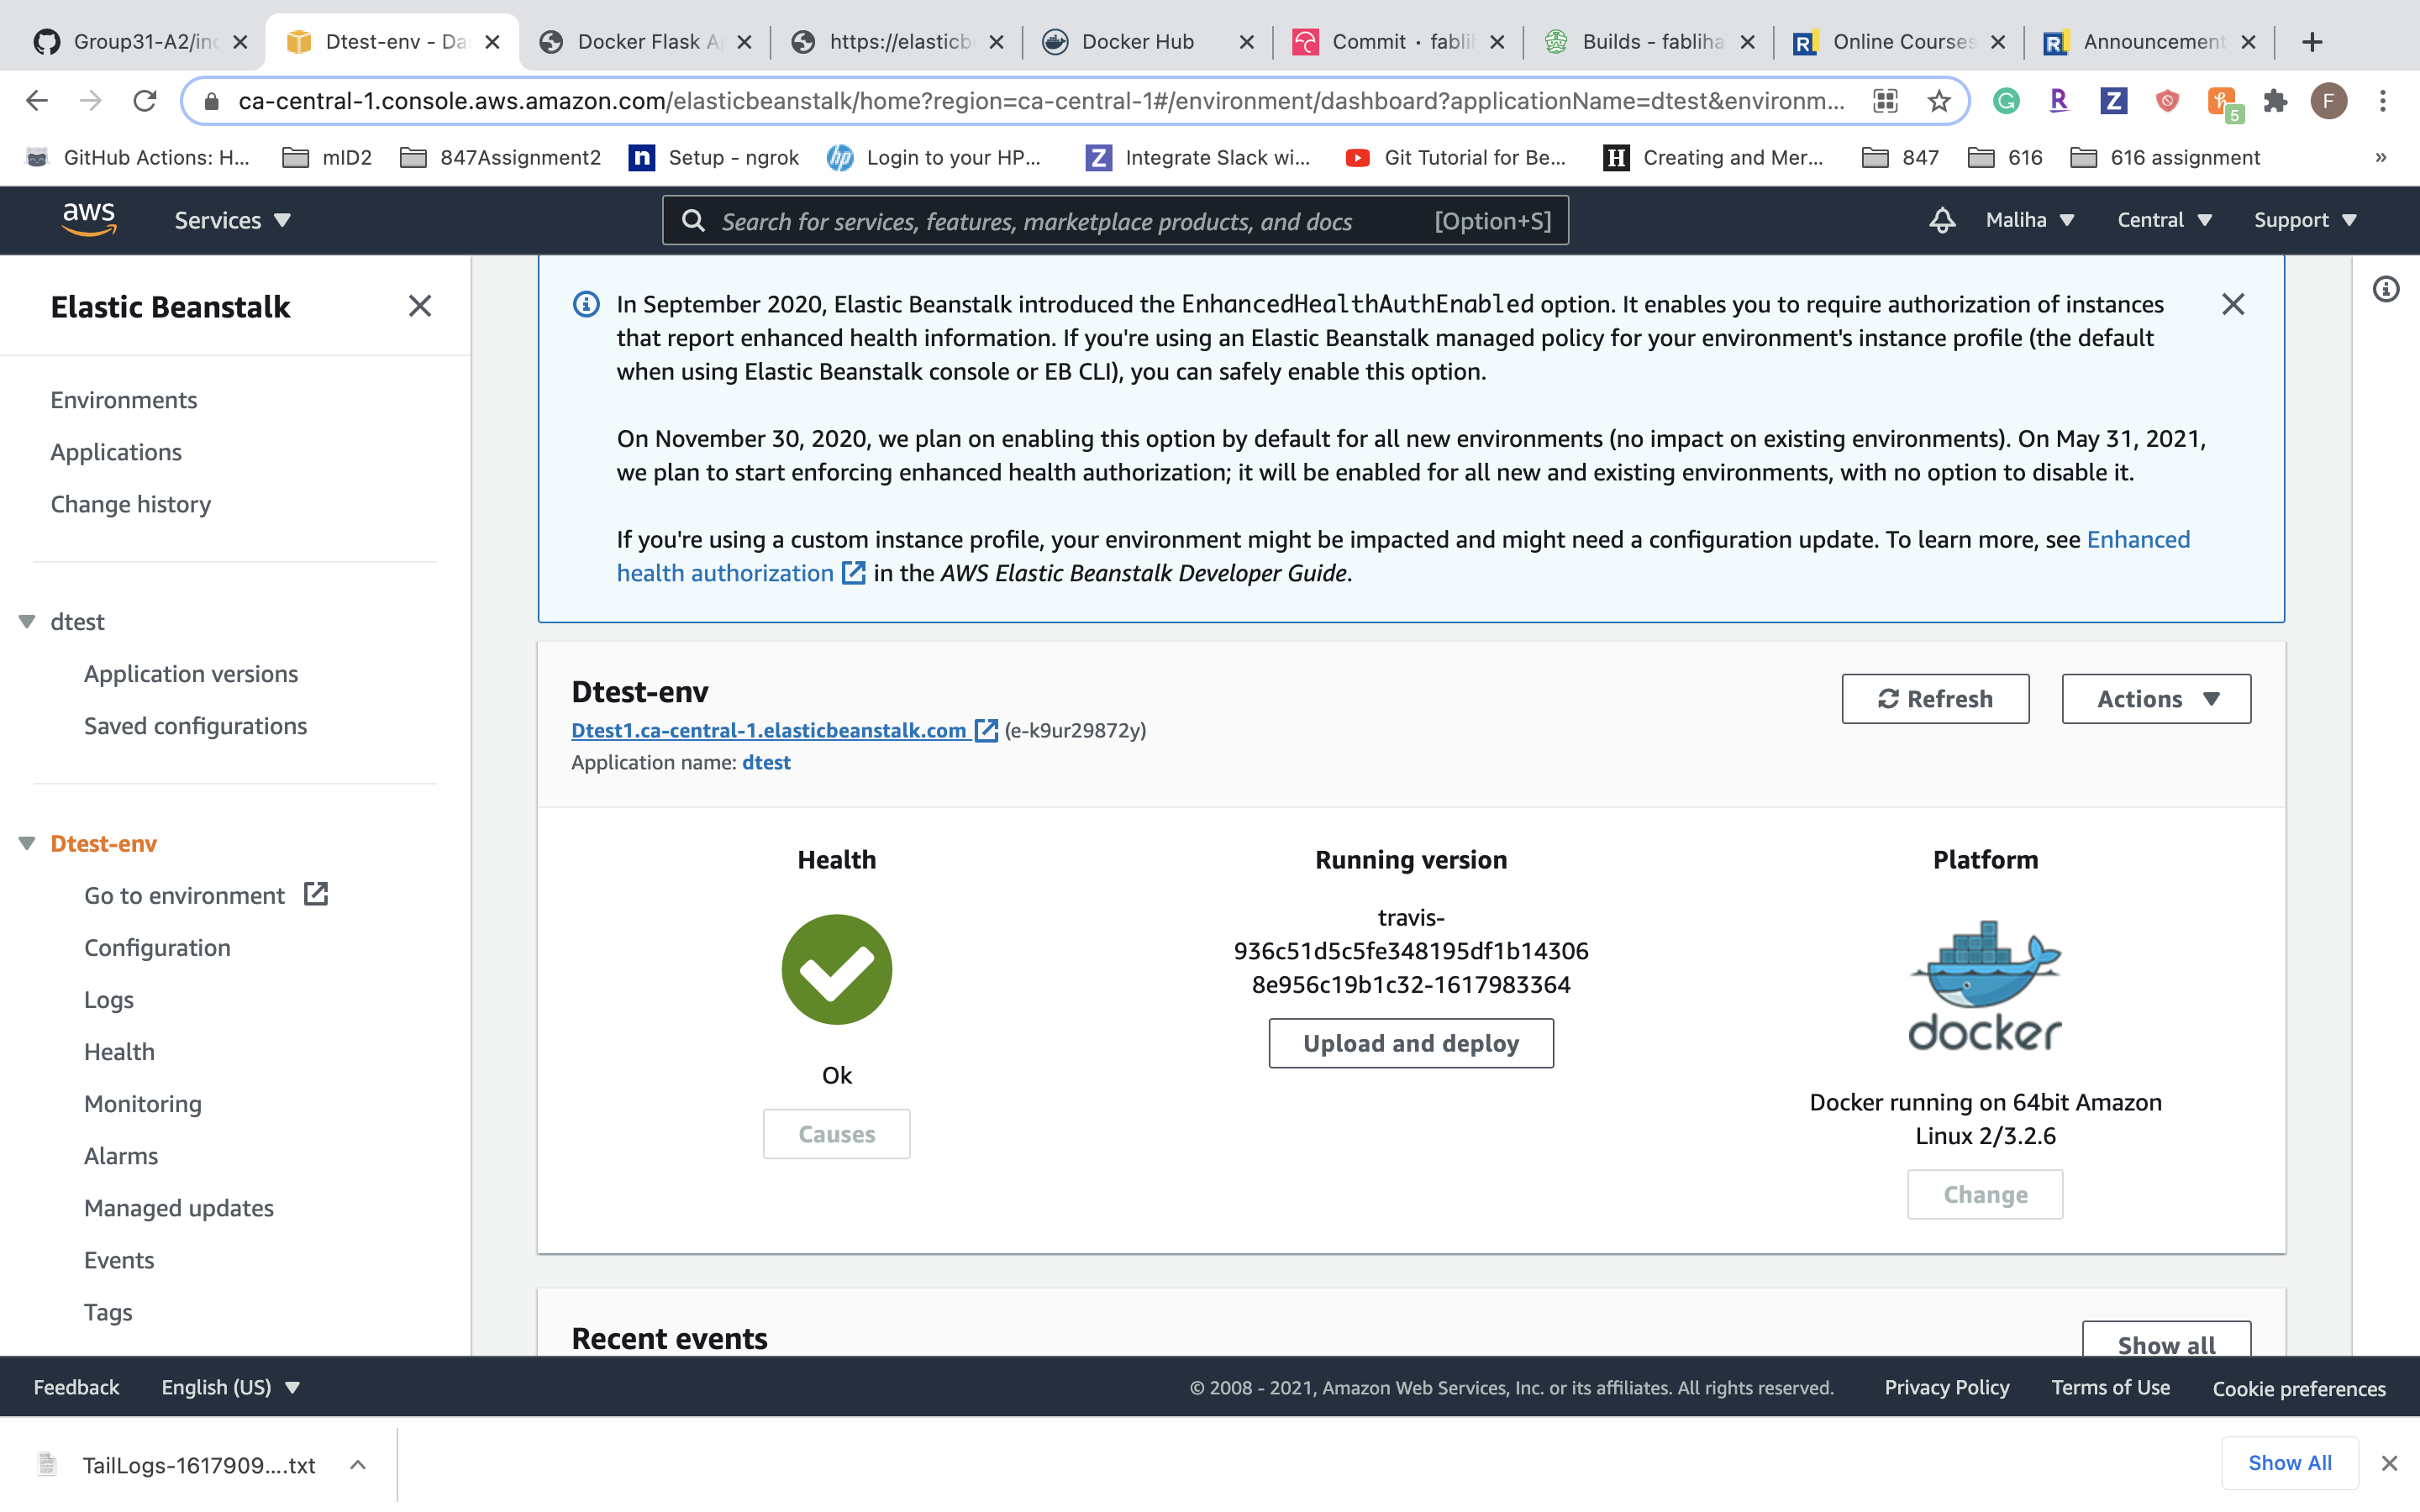 Group31-A2/inc
Dtest-env - Da
Docker Flask A
https://elasticb
Docker Hub
Commit · fablil
Builds - fabliha
Online Courses
Announcement
ca-central-1.console.aws.amazon.com/elasticbeanstalk/home?region=ca-central-1#/environment/dashboard?applicationName=dtest&environm...
5
F
GitHub Actions: H...
mID2
847Assignment2
Setup - ngrok
Login to your HP...
Integrate Slack wi...
Git Tutorial for Be...
Creating and Mer...
847
616
616 assignment
»
aws
Services
Search for services, features, marketplace products, and docs
[Option+S]
Maliha
Central
Support
Elastic Beanstalk
Environments
Applications
Change history
dtest
Application versions
Saved configurations
Dtest-env
Go to environment
Configuration
Logs
Health
Monitoring
Alarms
Managed updates
Events
Tags
In September 2020, Elastic Beanstalk introduced the EnhancedHealthAuthEnabled option. It enables you to require authorization of instances
that report enhanced health information. If you're using an Elastic Beanstalk managed policy for your environment's instance profile (the default
when using Elastic Beanstalk console or EB CLI), you can safely enable this option.
On November 30, 2020, we plan on enabling this option by default for all new environments (no impact on existing environments). On May 31, 2021,
we plan to start enforcing enhanced health authorization; it will be enabled for all new and existing environments, with no option to disable it.
If you're using a custom instance profile, your environment might be impacted and might need a configuration update. To learn more, see Enhanced
health authorization in the AWS Elastic Beanstalk Developer Guide.
Dtest-env
Dtest1.ca-central-1.elasticbeanstalk.com (e-k9ur29872y)
Application name: dtest
Refresh
Actions
Health
Ok
Causes
Running version
travis-
936c51d5c5fe348195df1b14306
8e956c19b1c32-1617983364
Upload and deploy
Platform
docker
Docker running on 64bit Amazon
Linux 2/3.2.6
Change
Recent events
Show all
Feedback
English (US)
© 2008 - 2021, Amazon Web Services, Inc. or its affiliates. All rights reserved.
Privacy Policy
Terms of Use
Cookie preferences
TailLogs-1617909....txt
Show All